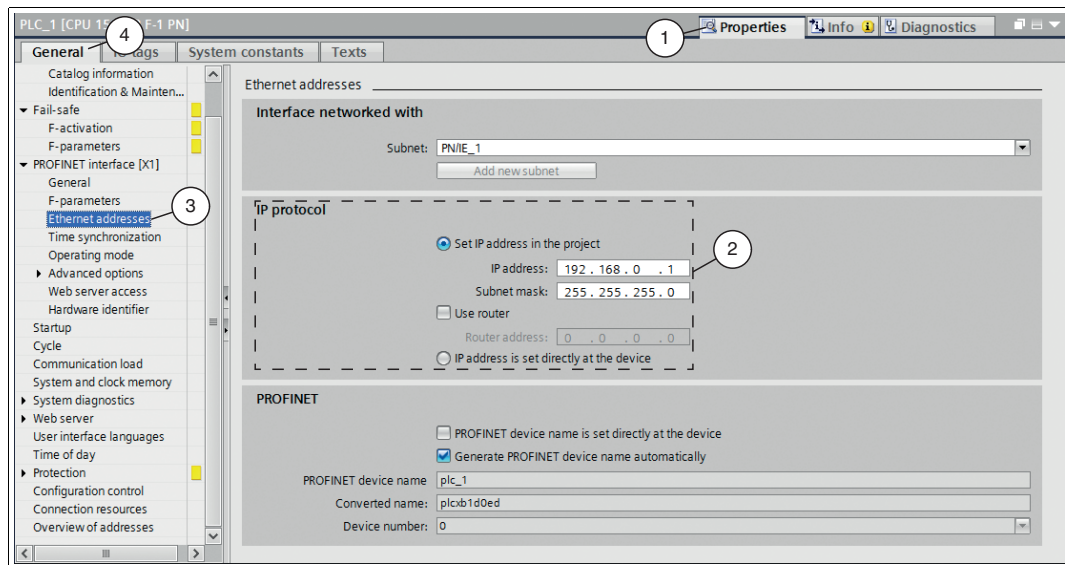 PLC_1 [CPU 15 F-1 PN]
4
1
Properties
Info
Diagnostics
General
tags
System constants
Texts
Catalog information
Identification & Mainten...
Fail-safe
F-activation
F-parameters
PROFINET interface [X1]
General
F-parameters
Ethernet addresses
3
Time synchronization
Operating mode
Advanced options
Web server access
Hardware identifier
Startup
Cycle
Communication load
System and clock memory
System diagnostics
Web server
User interface languages
Time of day
Protection
Configuration control
Connection resources
Overview of addresses
Ethernet addresses
Interface networked with
Subnet: PN/IE_1
Add new subnet
IP protocol
Set IP address in the project
2
IP address: 192 . 168 . 0 . 1
Subnet mask: 255 . 255 . 255 . 0
Use router
Router address: 0 . 0 . 0 . 0
IP address is set directly at the device
PROFINET
PROFINET device name is set directly at the device
Generate PROFINET device name automatically
PROFINET device name plc_1
Converted name: plcxb1d0ed
Device number: 0